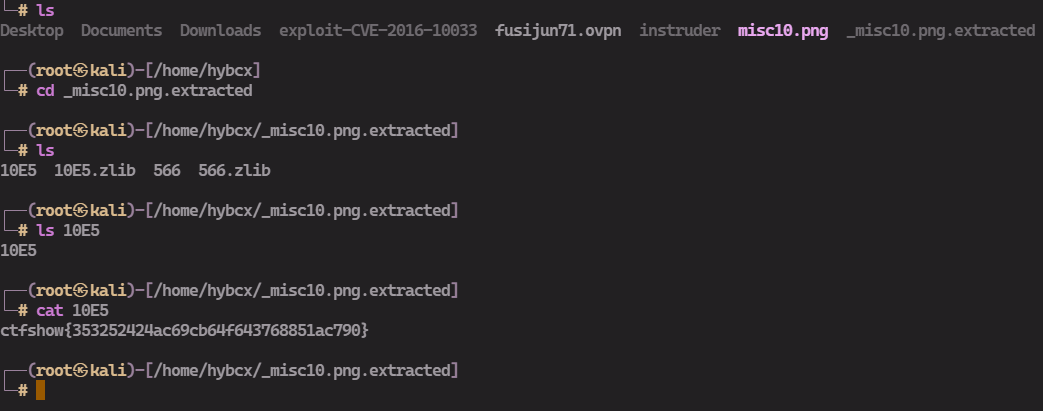 └─# ls
Desktop Documents Downloads exploit-CVE-2016-10033 fusijun71.ovpn instruder misc10.png _misc10.png.extracted
┌──(root㉿kali)-[/home/hybcx]
└─# cd _misc10.png.extracted
┌──(root㉿kali)-[/home/hybcx/_misc10.png.extracted]
└─# ls
10E5 10E5.zlib 566 566.zlib
┌──(root㉿kali)-[/home/hybcx/_misc10.png.extracted]
└─# ls 10E5
10E5
┌──(root㉿kali)-[/home/hybcx/_misc10.png.extracted]
└─# cat 10E5
ctfshow{353252424ac69cb64f643768851ac790}
┌──(root㉿kali)-[/home/hybcx/_misc10.png.extracted]
└─#